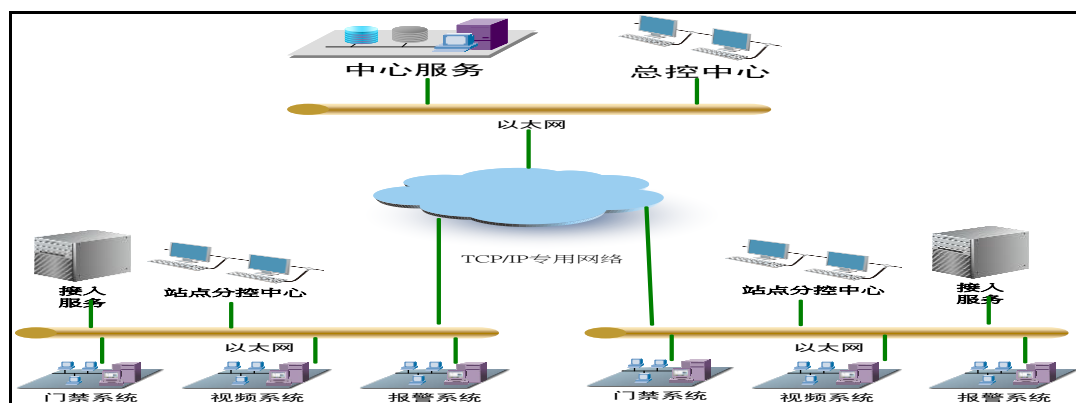 中心服务
总控中心
以太网
TCP/IP专用网络
接入
服务
站点分控中心
站点分控中心
接入
服务
以太网
以太网
门禁系统
视频系统
报警系统
门禁系统
视频系统
报警系统